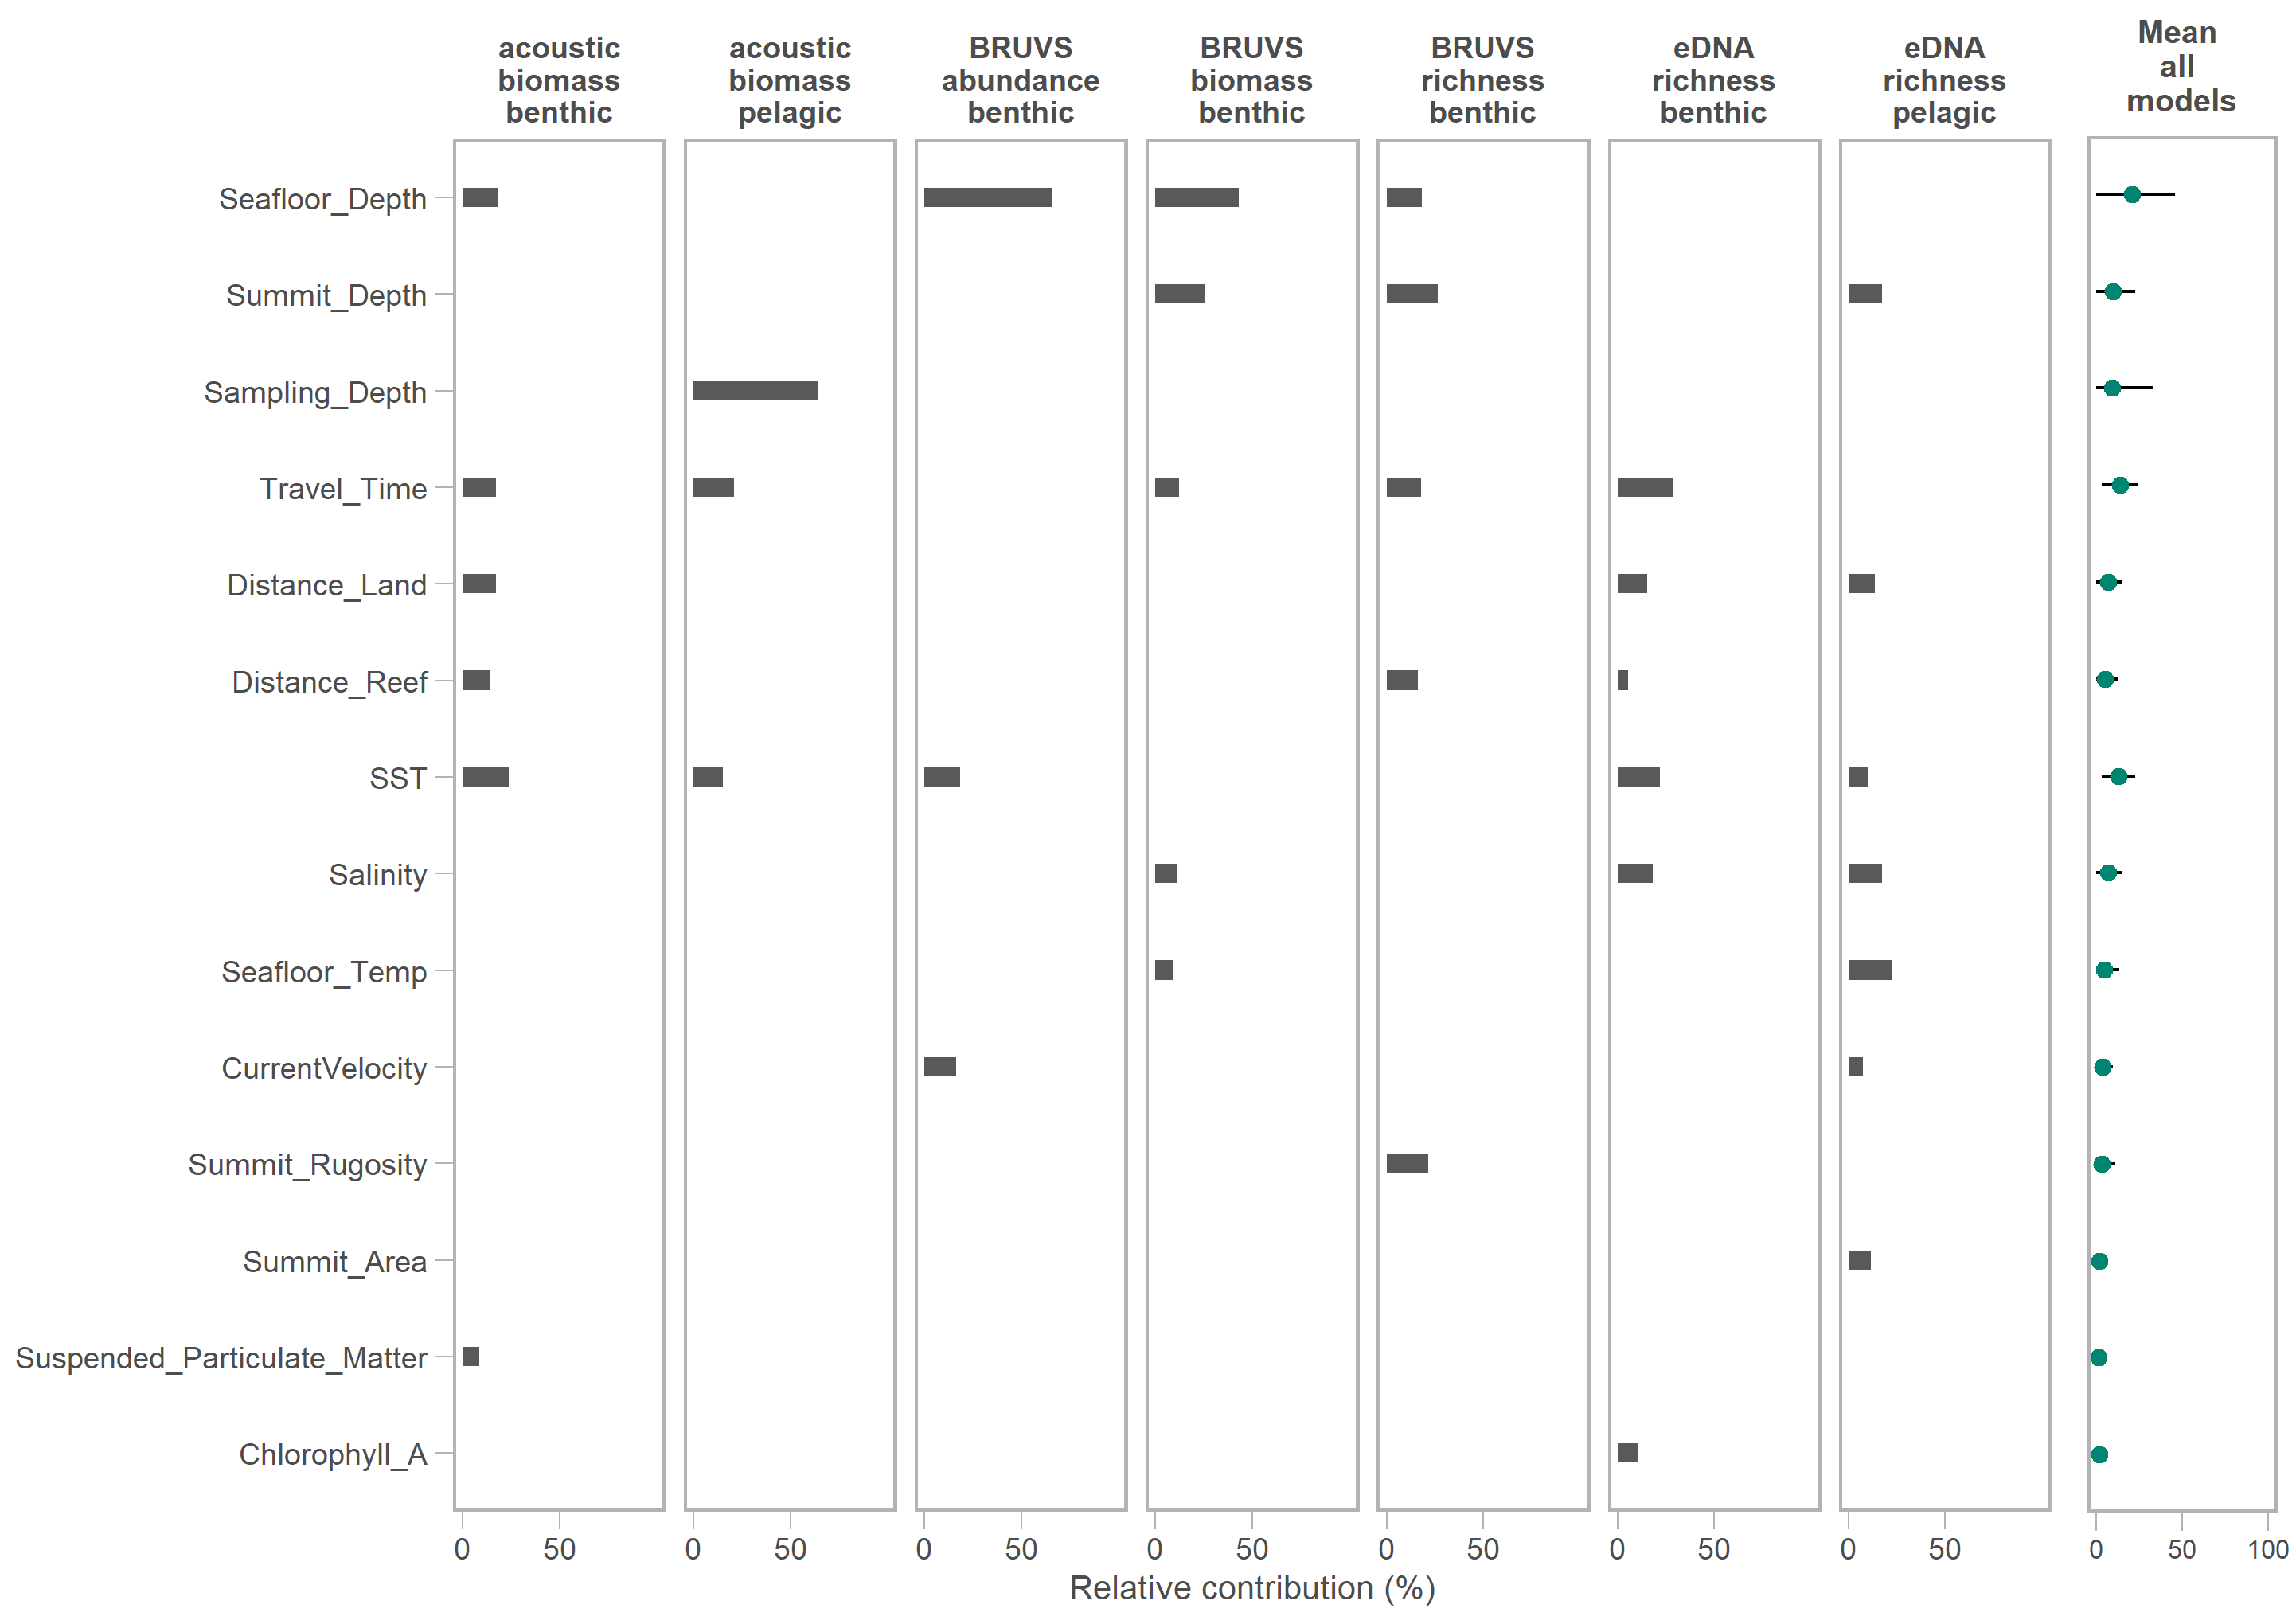 acoustic
biomass
benthic
acoustic
biomass
pelagic
BRUVS
abundance
benthic
BRUVS
biomass
benthic
BRUVS
richness
benthic
eDNA
richness
benthic
eDNA
richness
pelagic
Mean
all
models
Seafloor_Depth
Summit_Depth
Sampling_Depth
Travel_Time
Distance_Land
Distance_Reef
SST
Salinity
Seafloor_Temp
CurrentVelocity
Summit_Rugosity
Summit_Area
Suspended_Particulate_Matter
Chlorophyll_A
0 50 0 50 0 50 0 50 0 50 0 50 0 50 0 50 100
Relative contribution (%)